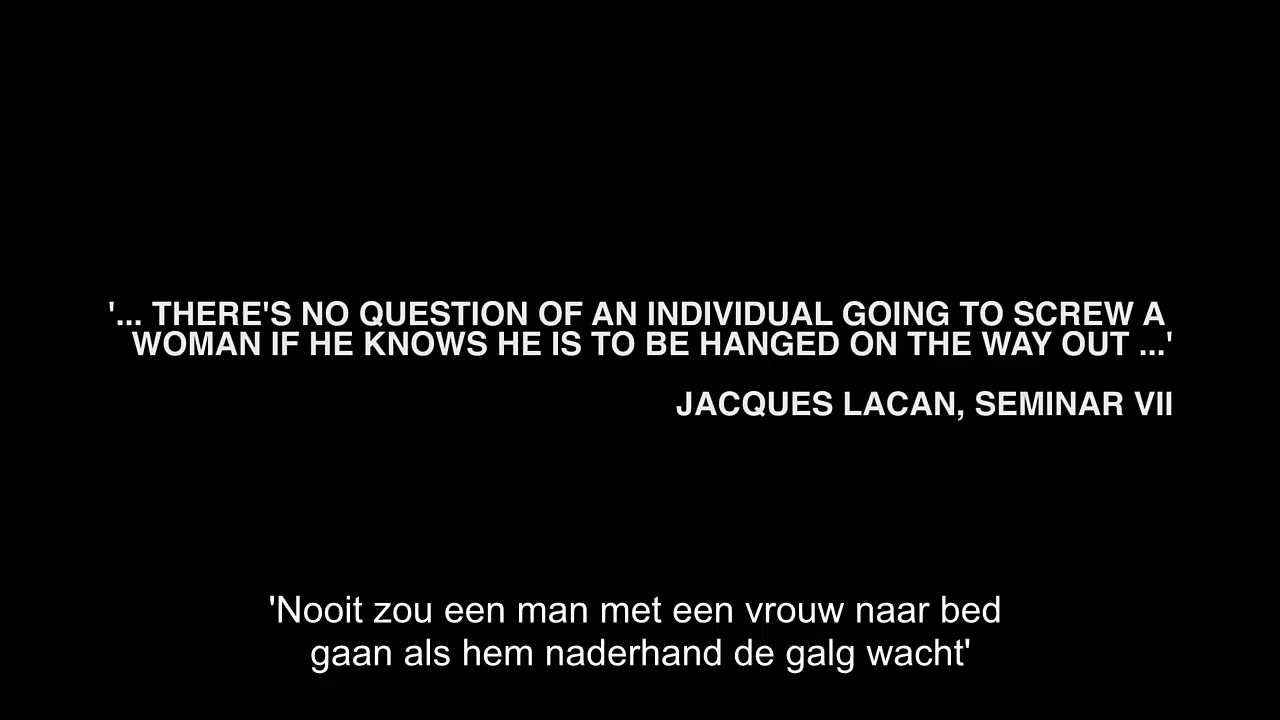 '... THERE'S NO QUESTION OF AN INDIVIDUAL GOING TO SCREW A
WOMAN IF HE KNOWS HE IS TO BE HANGED ON THE WAY OUT ...'
JACQUES LACAN, SEMINAR VII
'Nooit zou een man met een vrouw naar bed
gaan als hem naderhand de galg wacht'